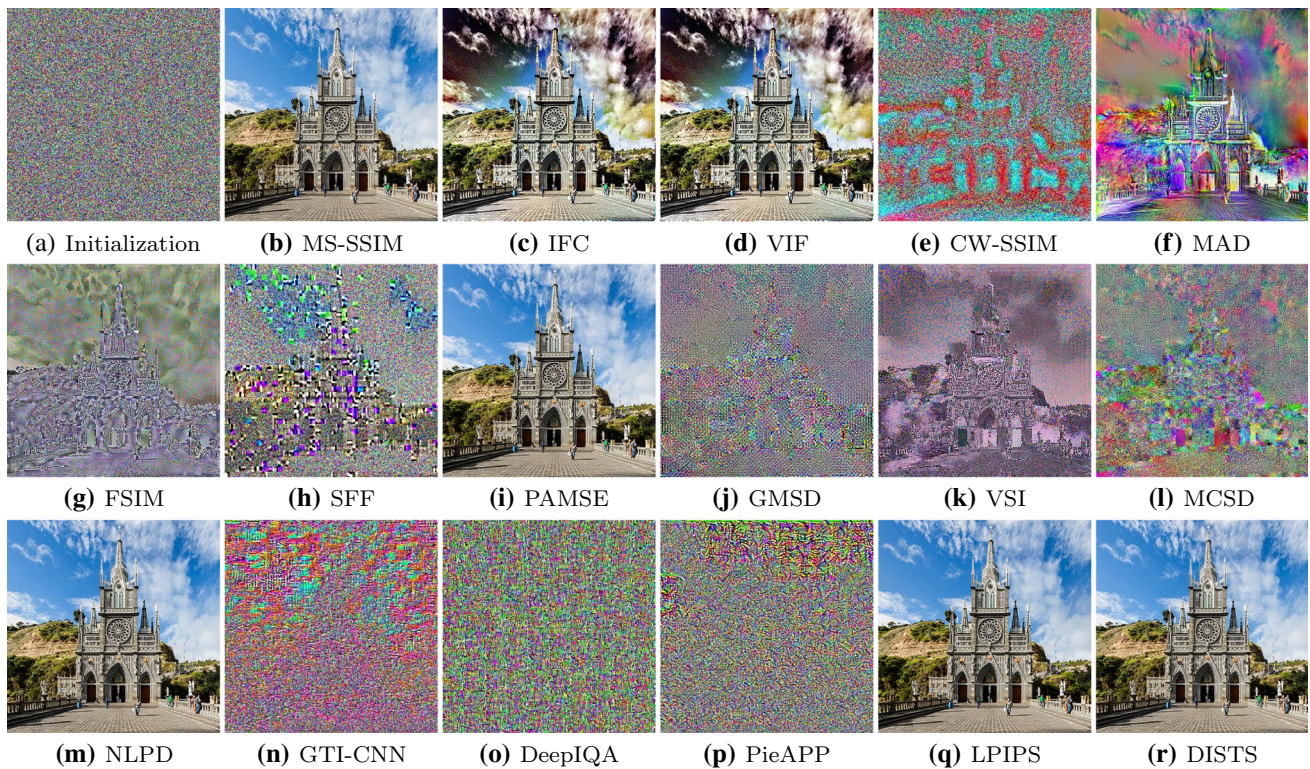 (a) Initialization (b) MS-SSIM (c) IFC (d) VIF (e) CW-SSIM (f) MAD
(g) FSIM (h) SFF (i) PAMSE (j) GMSD (k) VSI (l) MCSD
(m) NLPD (n) GTI-CNN (o) DeepIQA (p) PieAPP (q) LPIPS (r) DISTS